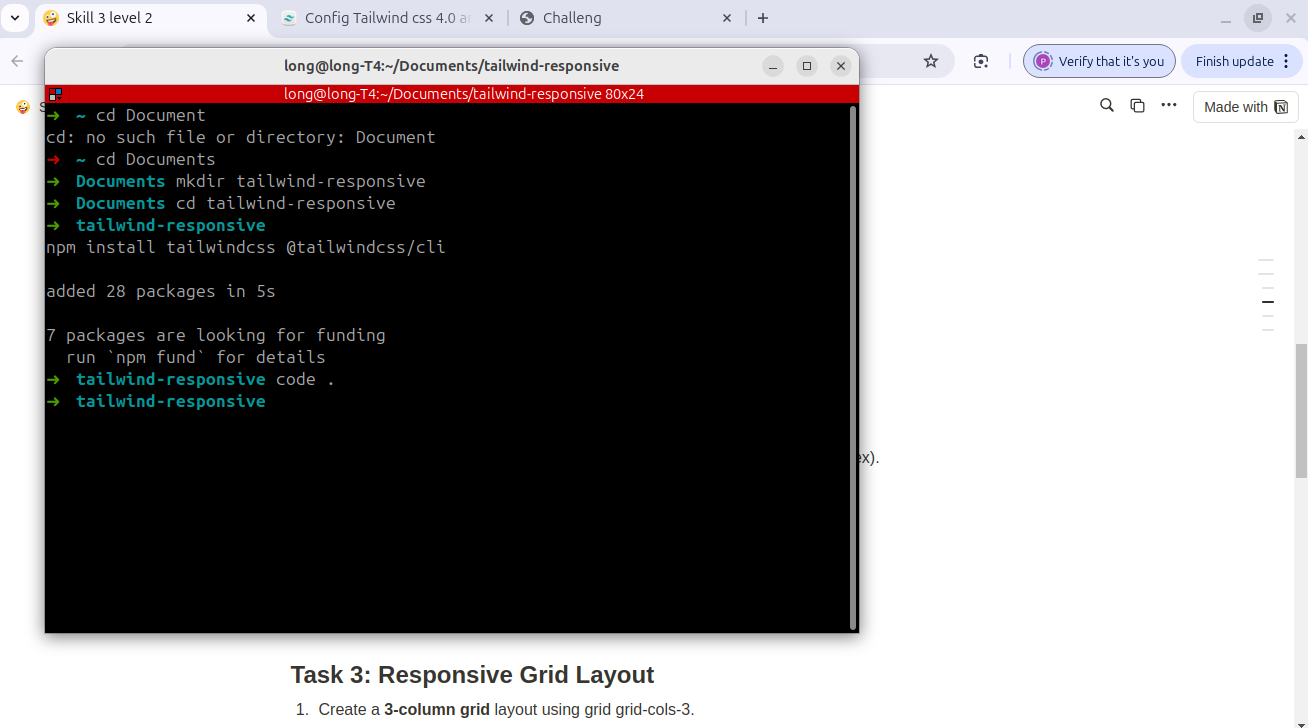 Skill 3 level 2
Config Tailwind css 4.0 an
Challeng
Verify that it's you
Finish update
P
long@long-T4:~/Documents/tailwind-responsive
long@long-T4:~/Documents/tailwind-responsive 80x24
S
Made with
➜ ~ cd Document
cd: no such file or directory: Document
➜ ~ cd Documents
➜ Documents mkdir tailwind-responsive
➜ Documents cd tailwind-responsive
➜ tailwind-responsive
npm install tailwindcss @tailwindcss/cli
added 28 packages in 5s
7 packages are looking for funding
run `npm fund` for details
➜ tailwind-responsive code .
➜ tailwind-responsive
ex).
Task 3: Responsive Grid Layout
1. Create a 3-column grid layout using grid grid-cols-3.